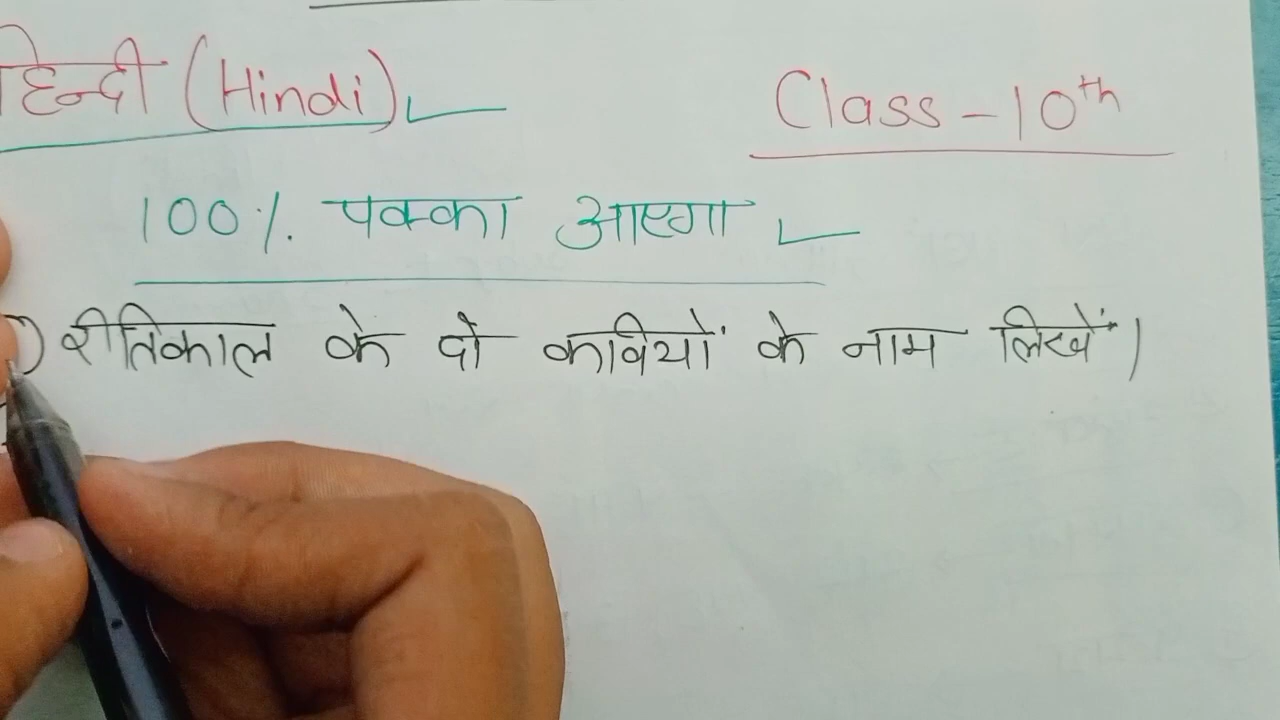 हिन्दी (Hindi)
Class - 10th
100% पक्का आएगा
रीतिकाल के दो कवियों के नाम लिखें।